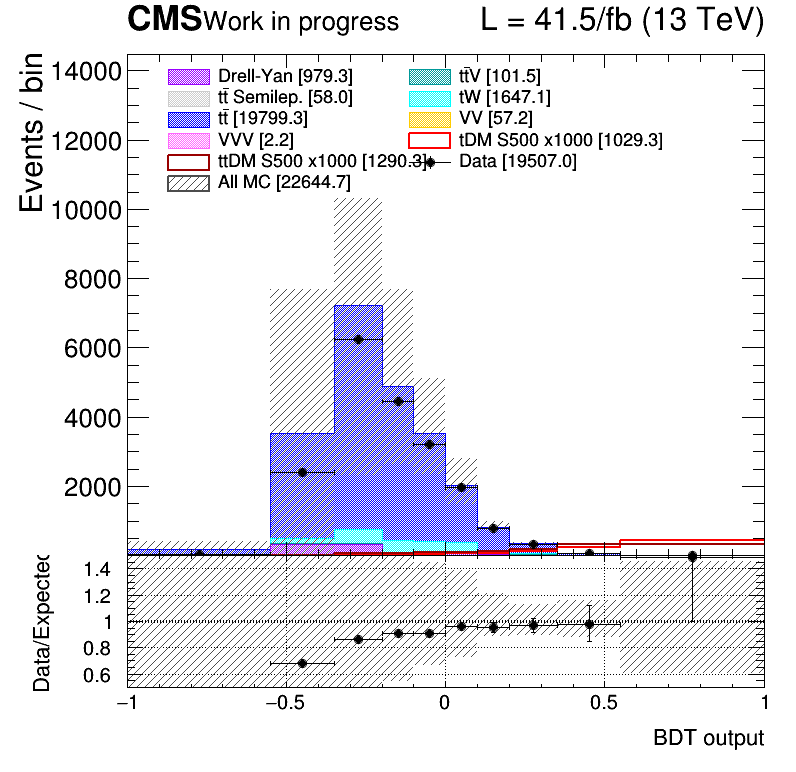 CMS Work in progress L = 41.5/fb (13 TeV)
Events / bin
14000
10000
8000
6000
4000
2000
Drell-Yan [979.3]
tt̄ Semilep. [58.0]
tt̄ [19799.3]
VVV [2.2]
ttDM S500 x1000 [1290.3]
All MC [22644.7]
tt̄V [101.5]
tW [1647.1]
VV [57.2]
tDM S500 x1000 [1029.3]
Data [19507.0]
Data/Expected
1.4
1.2
1
0.8
0.6
−1 −0.5 0 0.5 1
BDT output